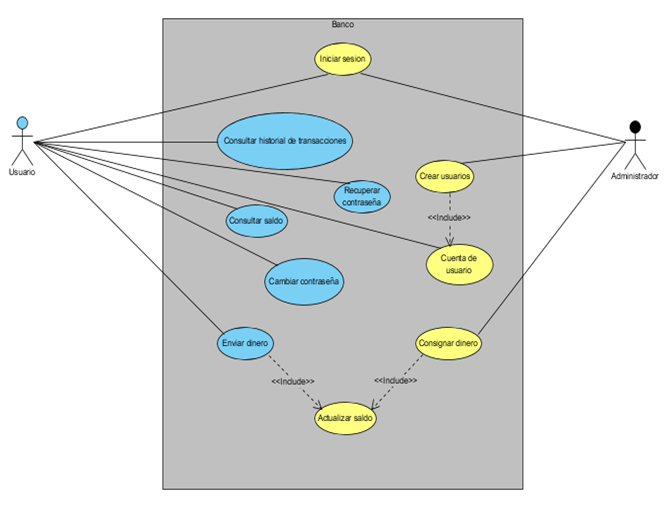 Banco
Iniciar sesion
Consultar historial de transacciones
Usuario
Administrador
Crear usuarios
Recuperar
contraseña
<<Include>>
Consultar saldo
Cuenta de
usuario
Cambiar contraseña
Enviar dinero
Consignar dinero
<<Include>>
<<Include>>
Actualizar saldo